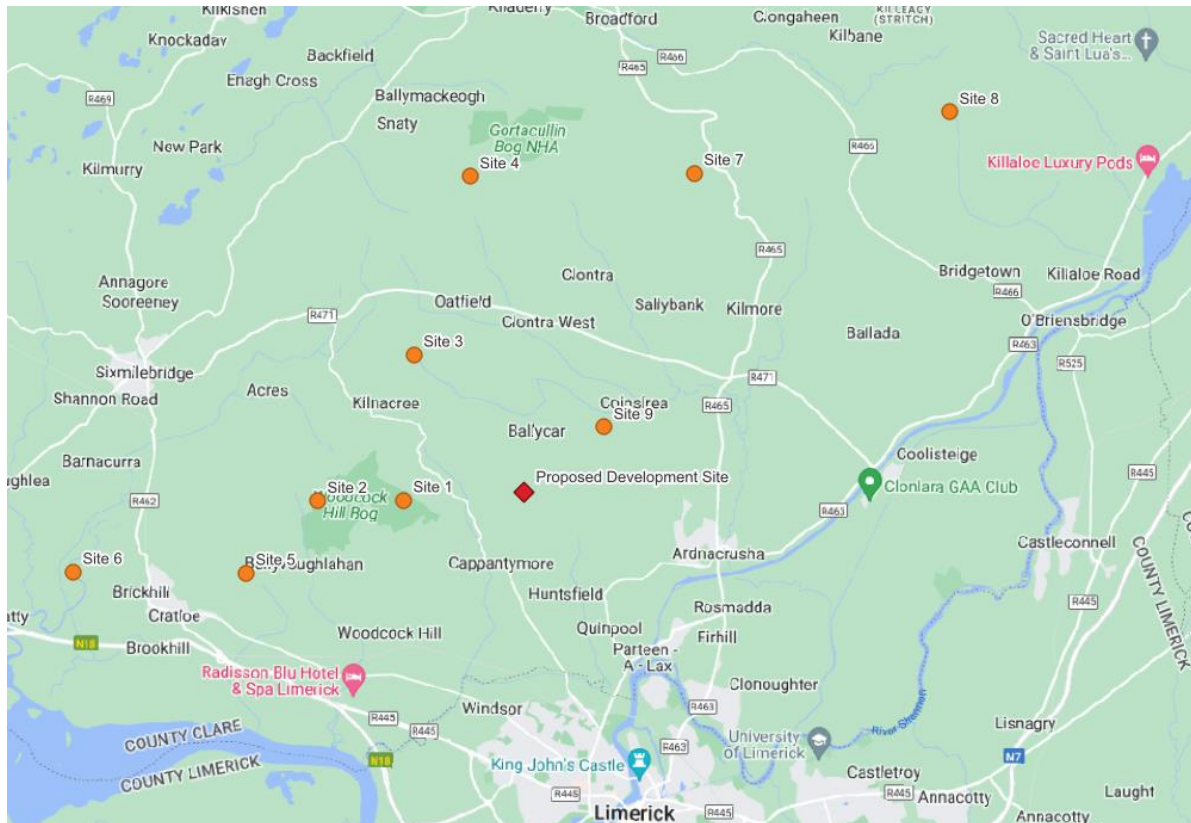 Kilkishen
Broadford
Clongaheen
KILLEACY
(STRITCH)
Kilbane
Knockadav
Backfield
R465
R466
Sacred Heart
& Saint Lua's...
Enagh Cross
Ballymackeogh
R469
Snaty
Site 8
Gortacullin
Bog NHA
New Park
R465
Kilmurry
Site 4
Site 7
Killaloe Luxury Pods
R465
Annagore
Sooreeney
Clontra
Bridgetown
Killaloe Road
R466
Oatfield
Sallybank
Kilmore
R471
Clontra West
Ballada
O'Briensbridge
R463
Site 3
R525
Sixmilebridge
R471
Shannon Road
Acres
Kilnacree
R465
Site 9
Ballycar
Coolisteige
Barnacurra
ghlea
Proposed Development Site
R445
Site 2
Site 1
Hill Bog
Clonlara GAA Club
R462
R463
Castleconnell
COUNTY LIMERICK
Ardnacrusha
Site 6
Site 5
Cappantymore
Brickhill
Huntsfield
R445
atty
Cratloe
Rosmadda
N18
Brookhill
Woodcock Hill
Quinpool
Firhill
Parteen -
A - Lax
Radisson Blu Hotel
& Spa Limerick
Clonoughter
Windsor
R463
R445
R445
COUNTY CLARE
COUNTY LIMERICK
University
of Limerick
River Shannon
Lisnagry
N18
King John's Castle
R463
N7
Castletroy
R445
R445
Laught
Limerick
R445
Annacotty
Annacotty